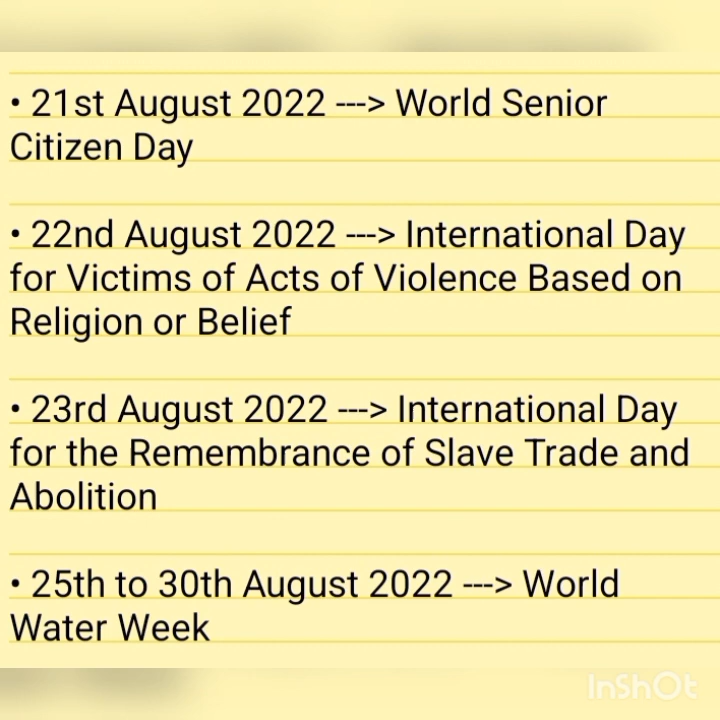 • 21st August 2022 ---> World Senior
Citizen Day
• 22nd August 2022 ---> International Day
for Victims of Acts of Violence Based on
Religion or Belief
• 23rd August 2022 ---> International Day
for the Remembrance of Slave Trade and
Abolition
• 25th to 30th August 2022 ---> World
Water Week
InShOt